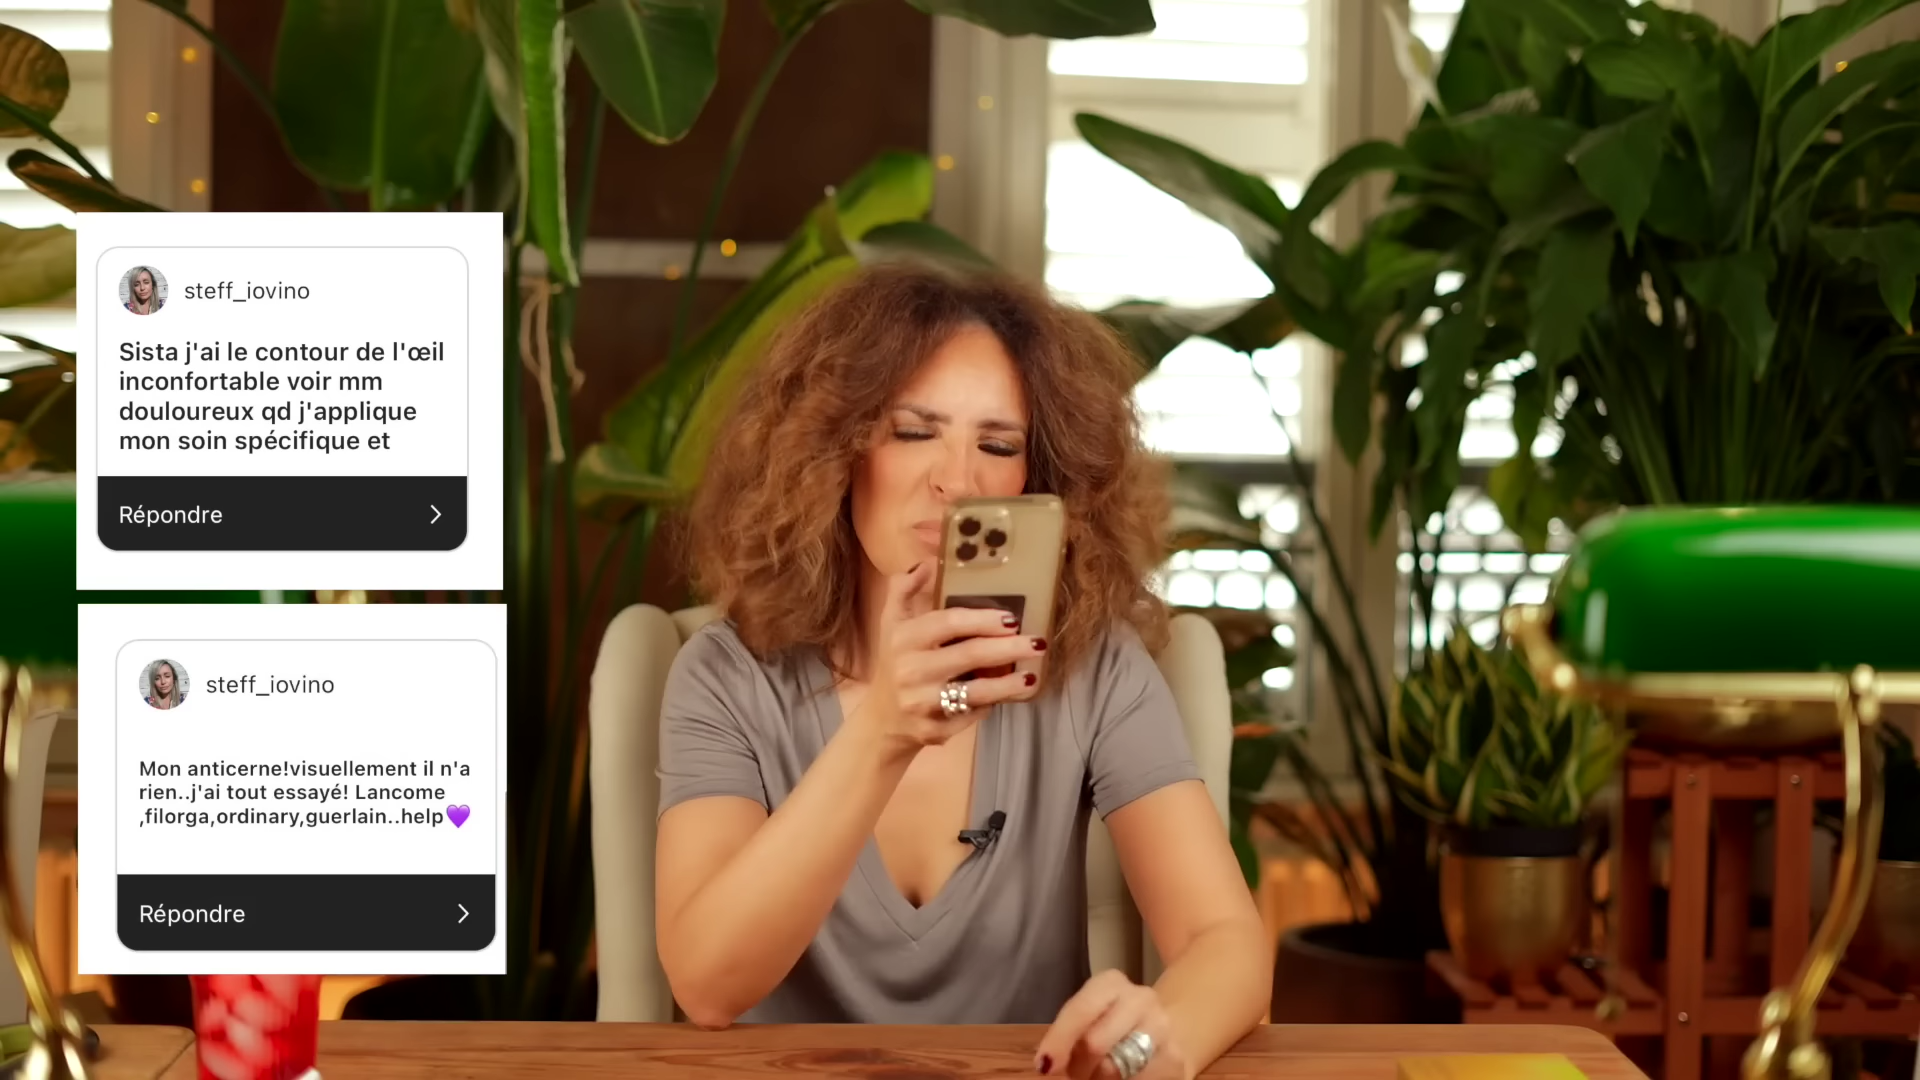 steff_iovino
Sista j'ai le contour de l'œil
inconfortable voir mm
douloureux qd j'applique
mon soin spécifique et
Répondre
steff_iovino
Mon anticerne!visuellement il n'a
rien..j'ai tout essayé! Lancome
,filorga,ordinary,guerlain..help💜
Répondre